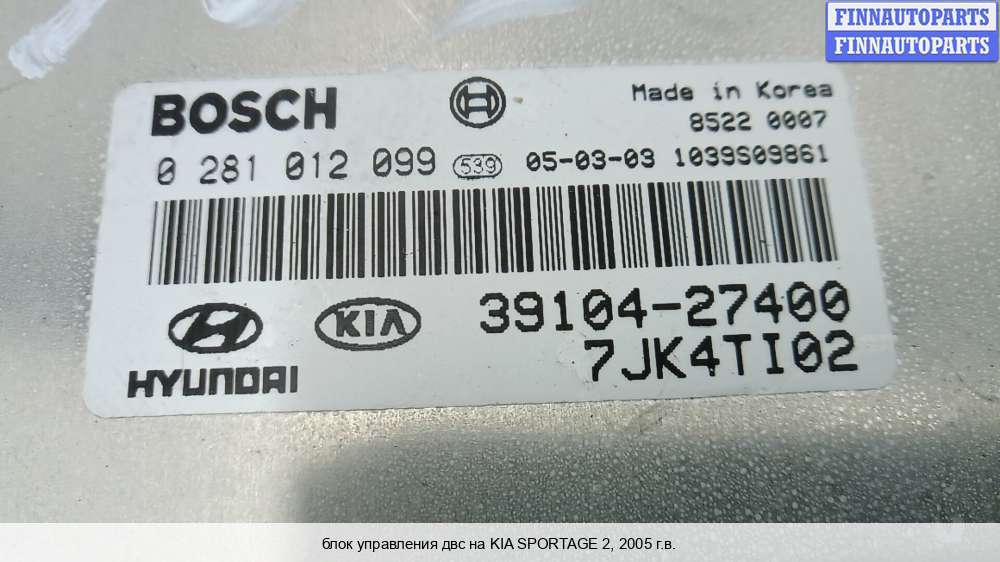 FINNAUTOPARTS
FINNAUTOPARTS
BOSCH
Made in Korea
8522 0007
0 281 012 099 539 05-03-03 1039S09861
39104-27400
KIA
HYUNDAI
7JK4TI02
блок управления двс на KIA SPORTAGE 2, 2005 г.в.